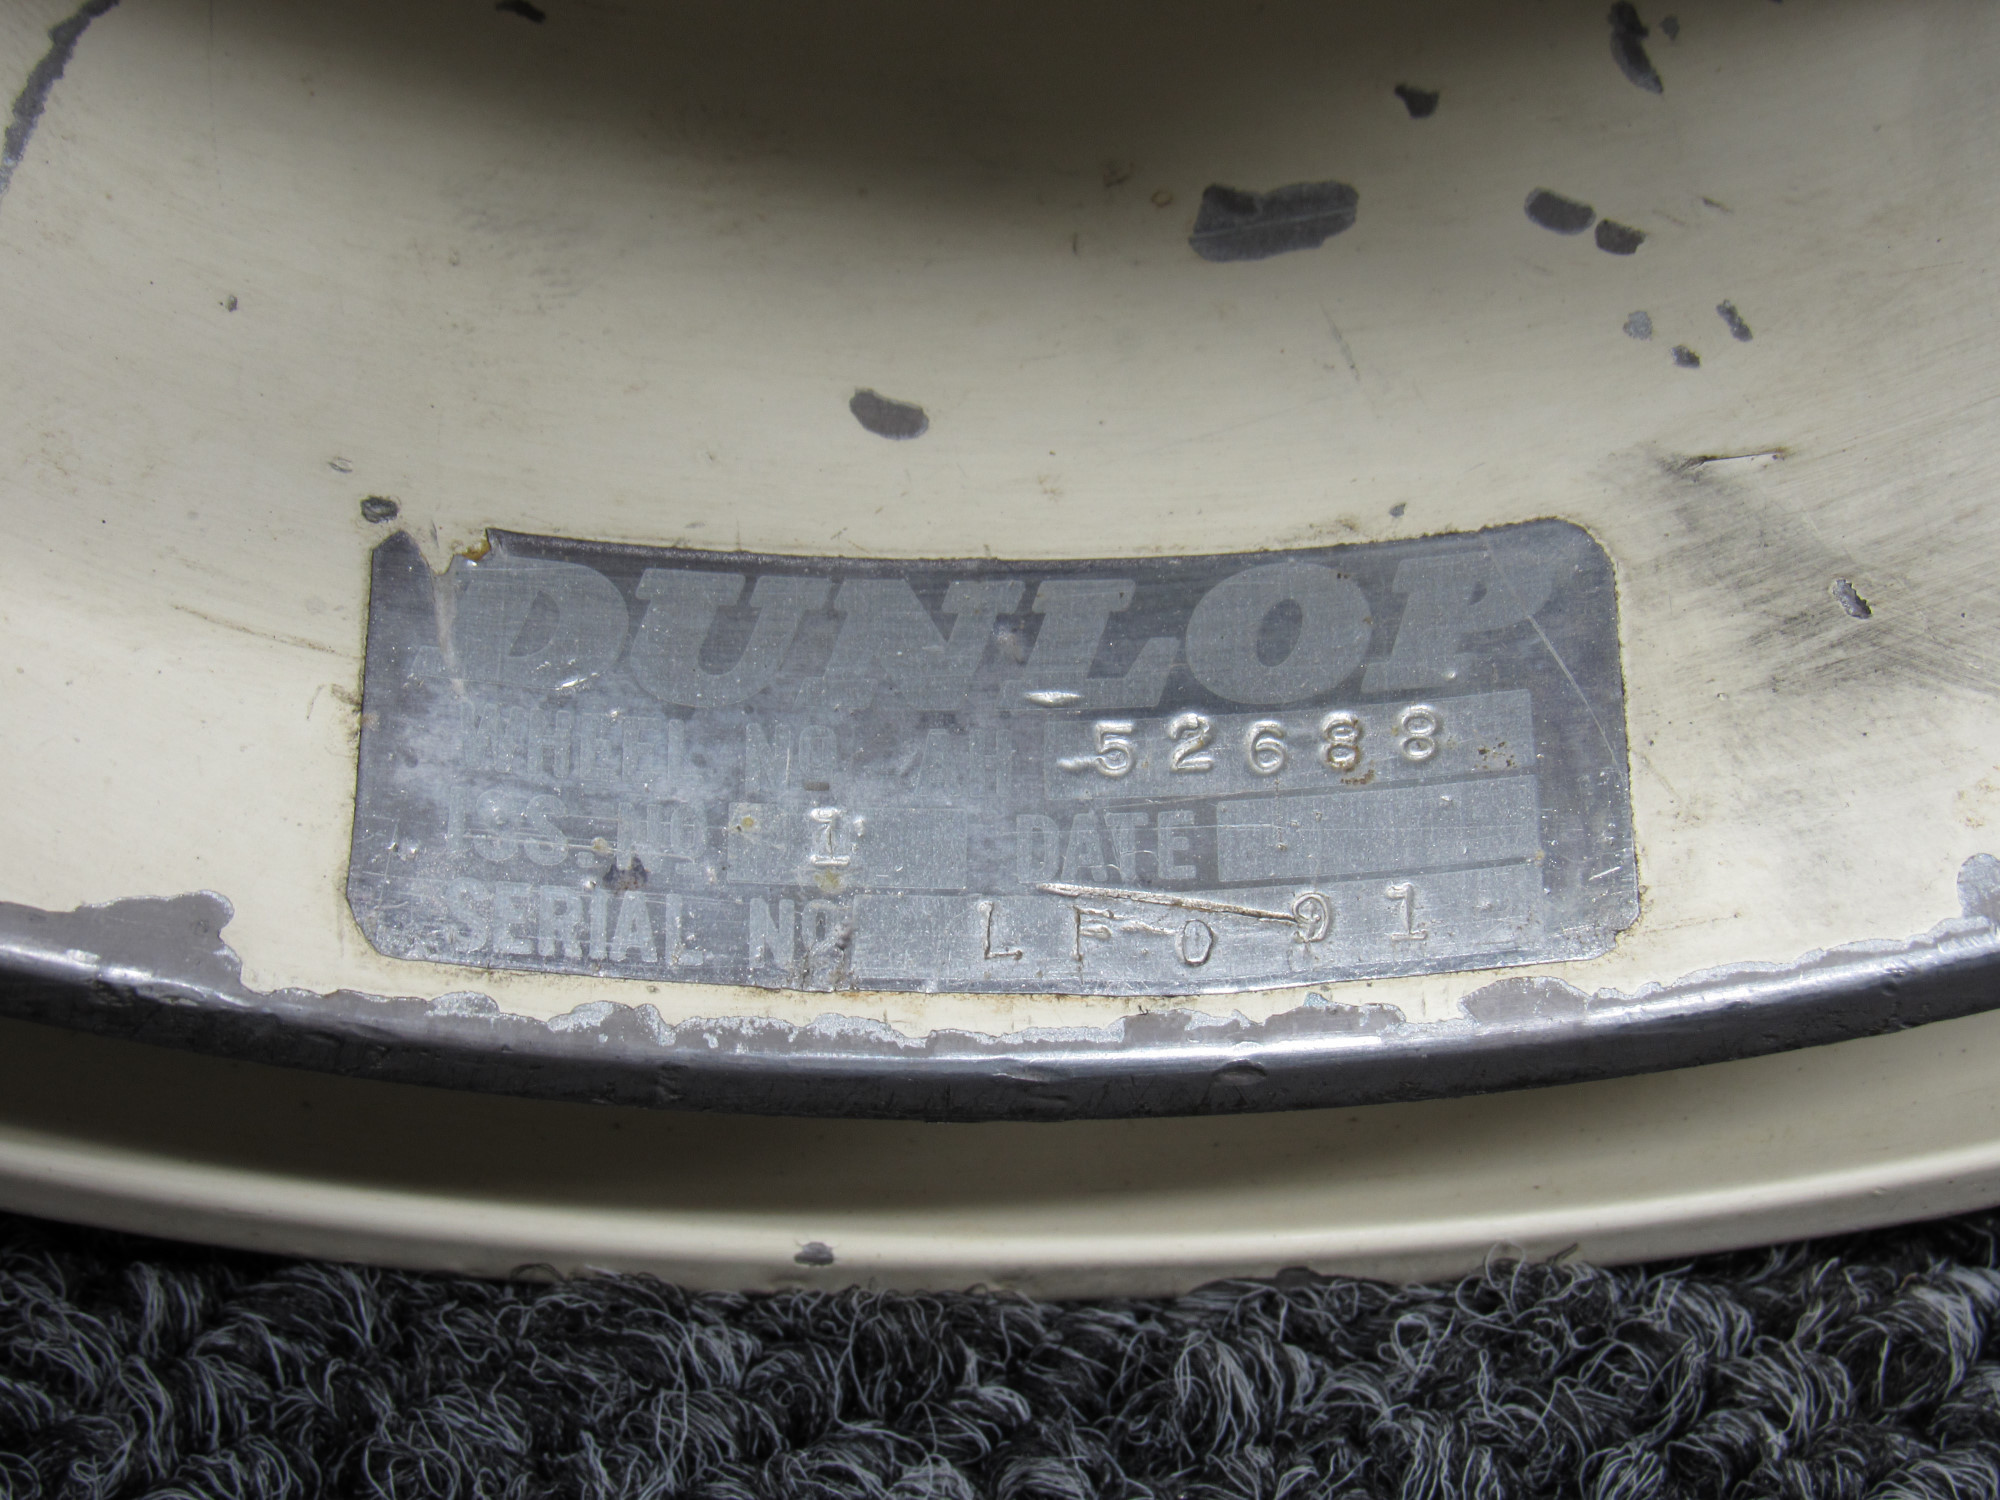 DUNLOP
WHEEL NO AH 52688
ISS. NO 1 DATE
SERIAL NO LF091